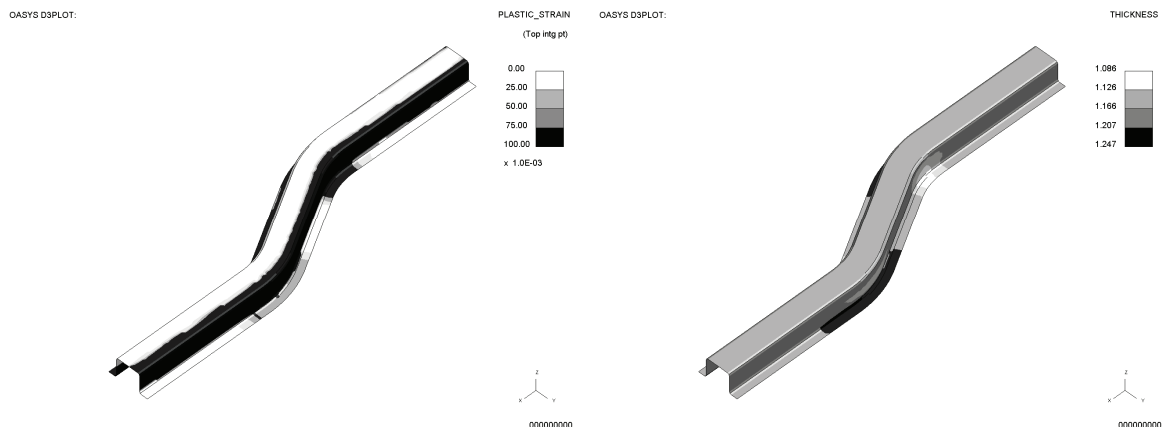 OASYS D3PLOT:
PLASTIC_STRAIN
(Top intg pt)
0.00
25.00
50.00
75.00
100.00
x 1.0E-03
Z
X
Y
000000000
OASYS D3PLOT:
THICKNESS
1.086
1.126
1.166
1.207
1.247
Z
X
Y
000000000